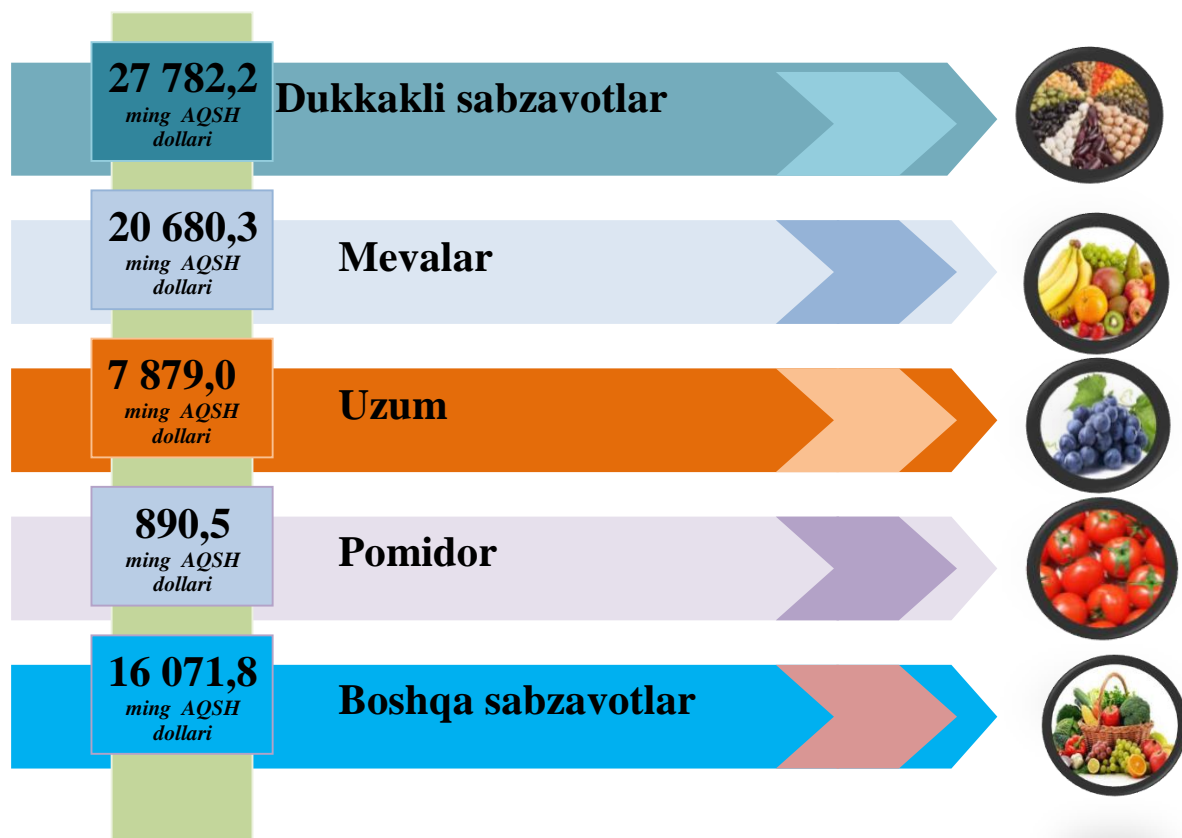 27 782,2
ming AQSH
dollari
Dukkakli sabzavotlar
20 680,3
ming AQSH
dollari
Mevalar
7 879,0
ming AQSH
dollari
Uzum
890,5
ming AQSH
dollari
Pomidor
16 071,8
ming AQSH
dollari
Boshqa sabzavotlar